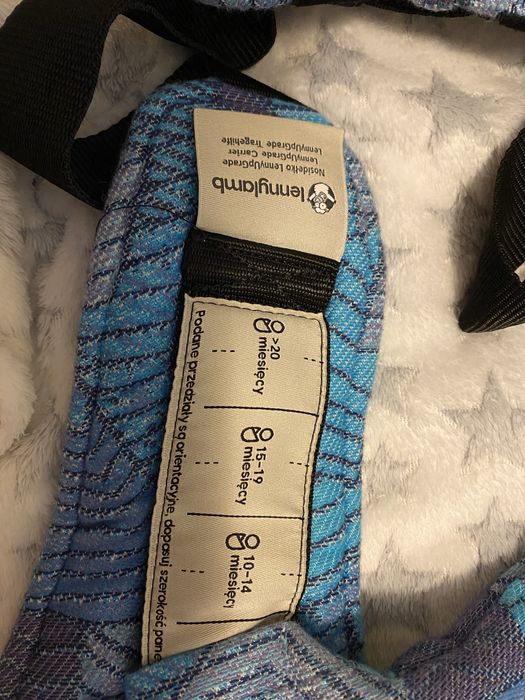 lennylamb
Nosidełko LennyUpGrade
LennyUpGrade Carrier
LennyUpGrade Tragehilfe
>20
miesięcy
15-19
miesięcy
10-14
miesięcy
Podane przedziały są orientacyjne, dopasuj szerokość